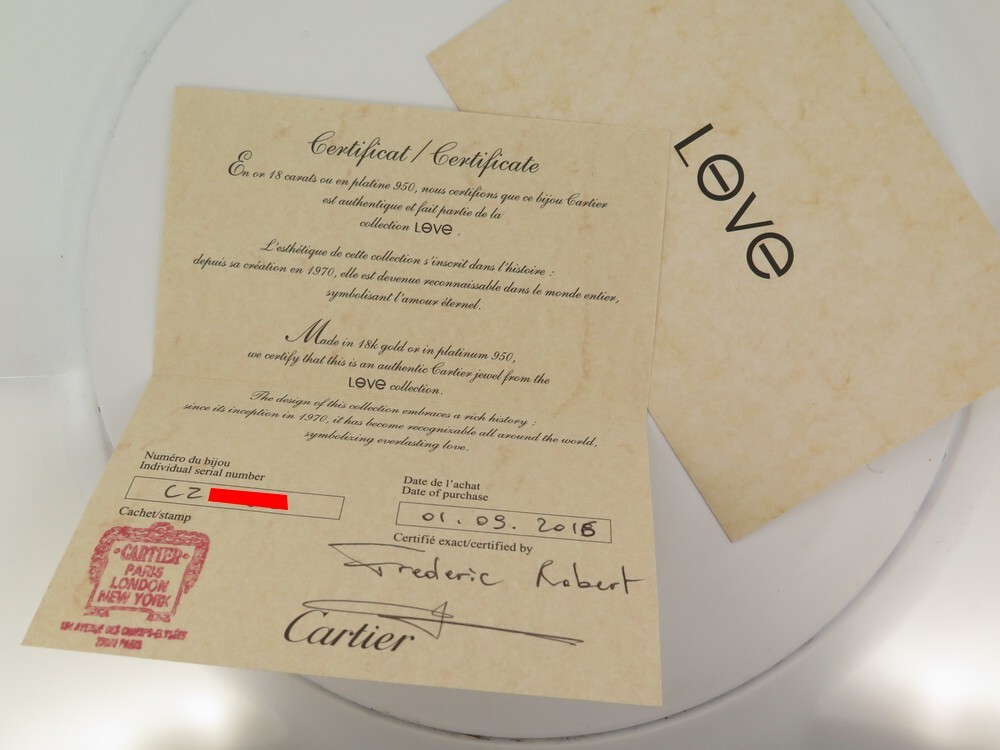 Certificat / Certificate
En or 18 carats ou en platine 950, nous certifions que ce bijou Cartier
est authentique et fait partie de la
collection LOVE .
L'esthétique de cette collection s'inscrit dans l'histoire :
depuis sa création en 1970, elle est devenue reconnaissable dans le monde entier,
symbolisant l'amour éternel.
Made in 18k gold or in platinum 950,
we certify that this is an authentic Cartier jewel from the
LOVE collection.
The design of this collection embraces a rich history :
since its inception in 1970, it has become recognizable all around the world,
symbolizing everlasting love.
Numéro du bijou
Individual serial number
CZ
Cachet/stamp
CARTIER
PARIS
LONDON
NEW YORK
AVENUE DES CHAMPS-ELYSEES
PARIS
Date de l'achat
Date of purchase
01.09.2016
Certifié exact/certified by
Frederic Robert
Cartier
LOVE